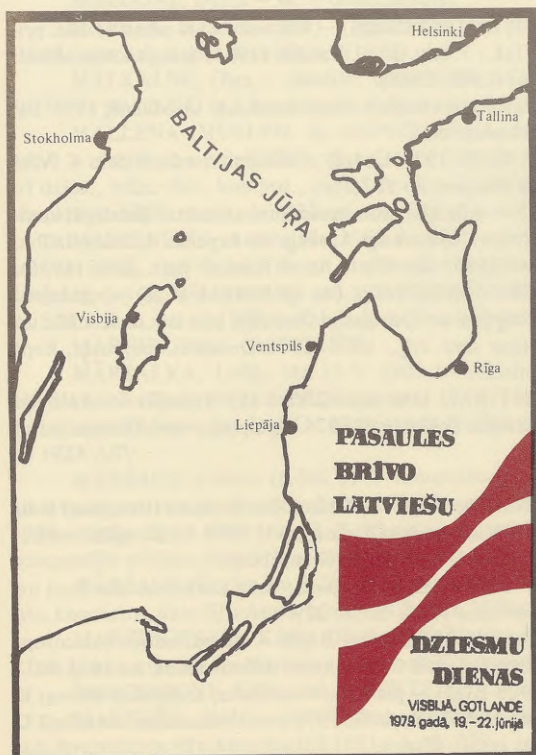 Helsinki
Tallina
Stokholma
BALTIJAS JŪRA
Visbija
Ventspils
Rīga
Liepāja
PASAULES
BRĪVO
LATVIEŠU
DZIESMU
DIENAS
VISBIJĀ, GOTLANDĒ
1979. gadā, 19.–22. jūnijā